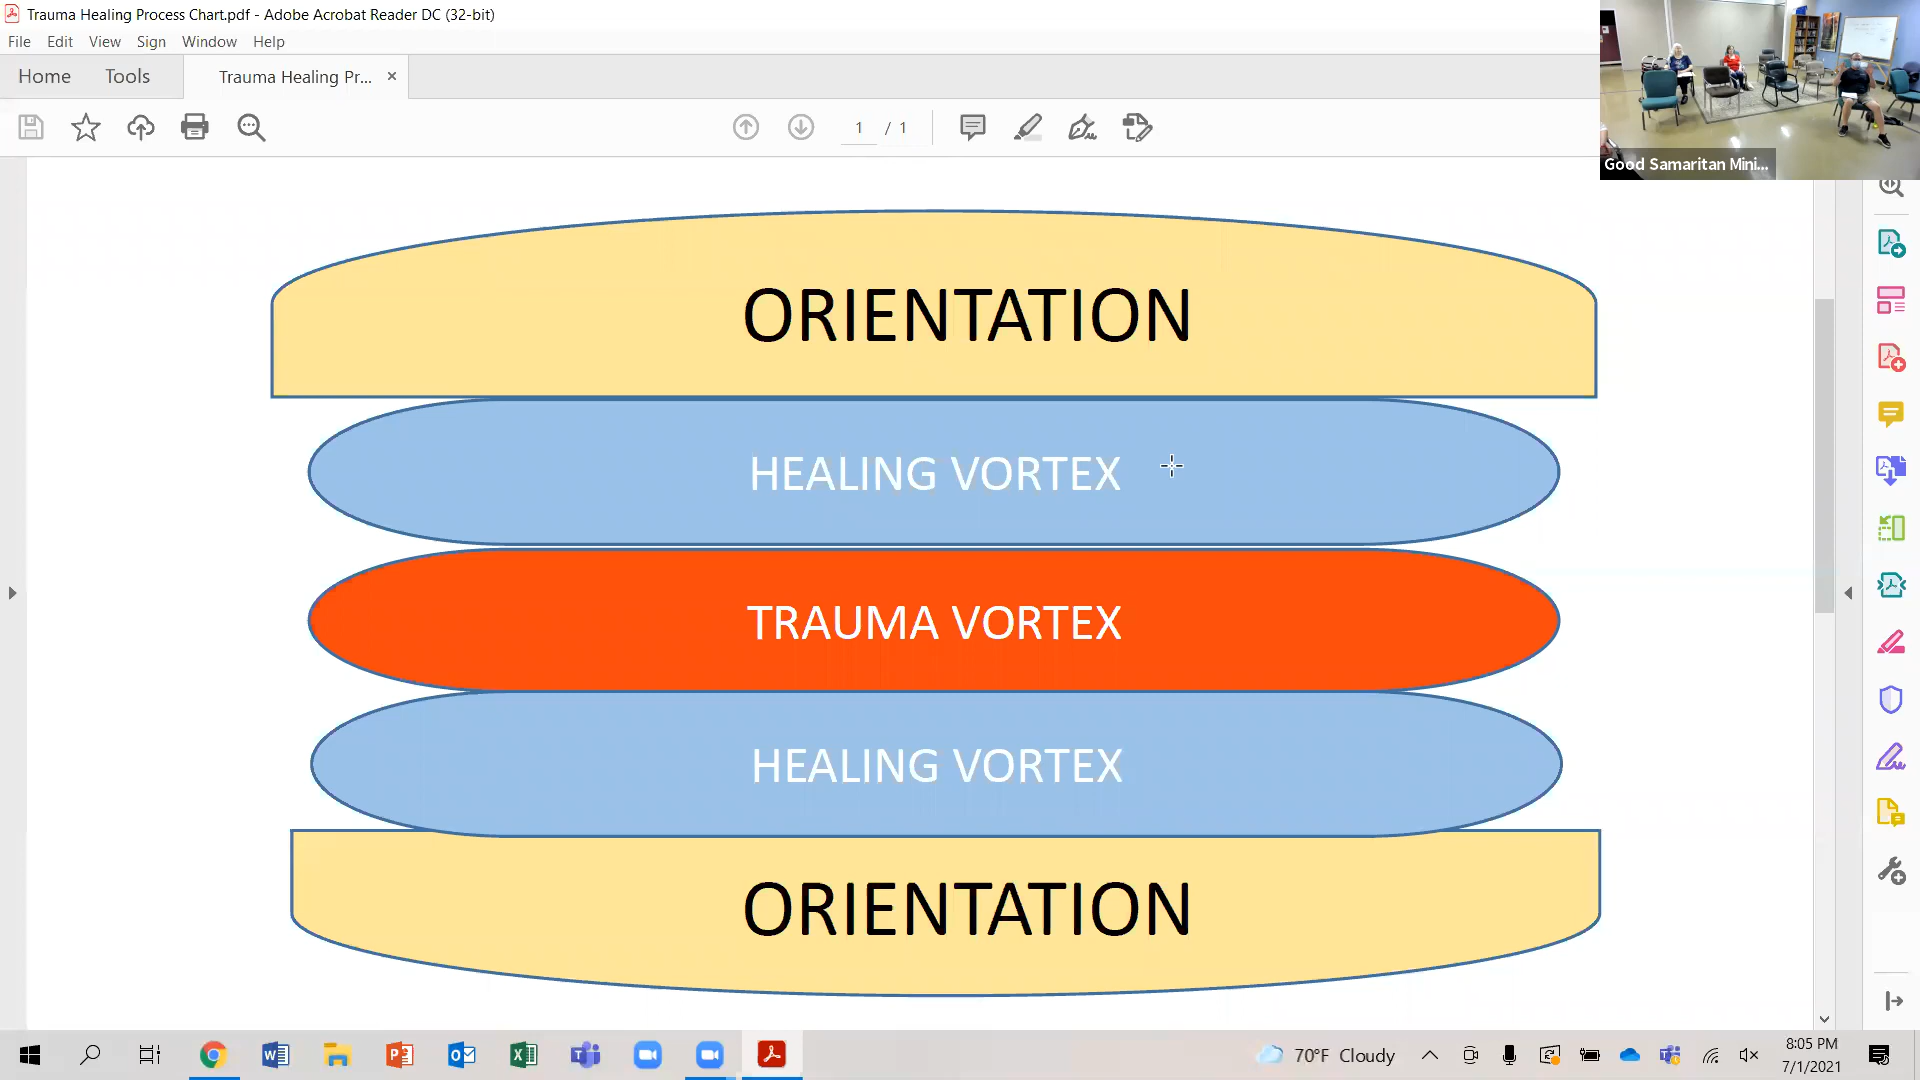 Trauma Healing Process Chart.pdf - Adobe Acrobat Reader DC (32-bit)
File Edit View Sign Window Help
Home Tools Trauma Healing Pr... ×
1 / 1
Good Samaritan Mini...
ORIENTATION
HEALING VORTEX
TRAUMA VORTEX
HEALING VORTEX
ORIENTATION
70°F Cloudy
8:05 PM
7/1/2021